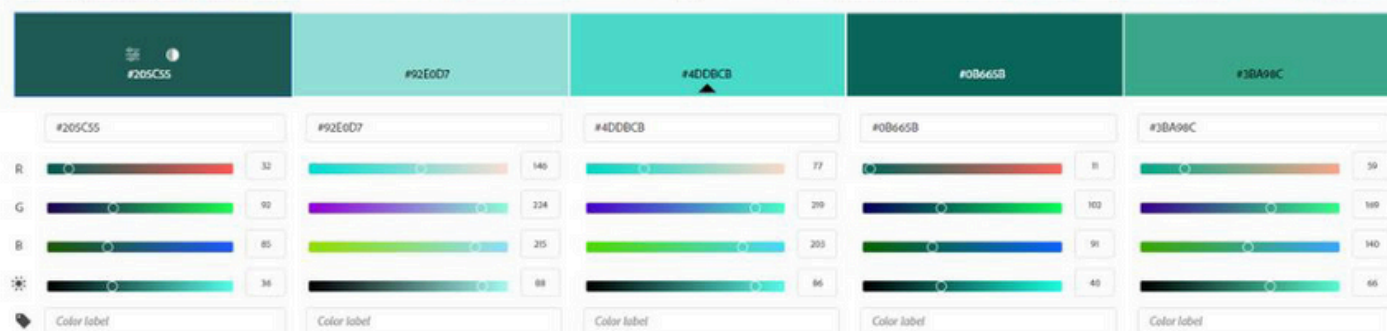 #205C55 #92E0D7 #4DDBCB #0B665B #3BA98C
#205C55 #92E0D7 #4DDBCB #0B665B #3BA98C
R 32 146 77 11 59
G 92 224 219 102 169
B 85 215 203 91 140
36 88 86 40 66
Color label Color label Color label Color label Color label